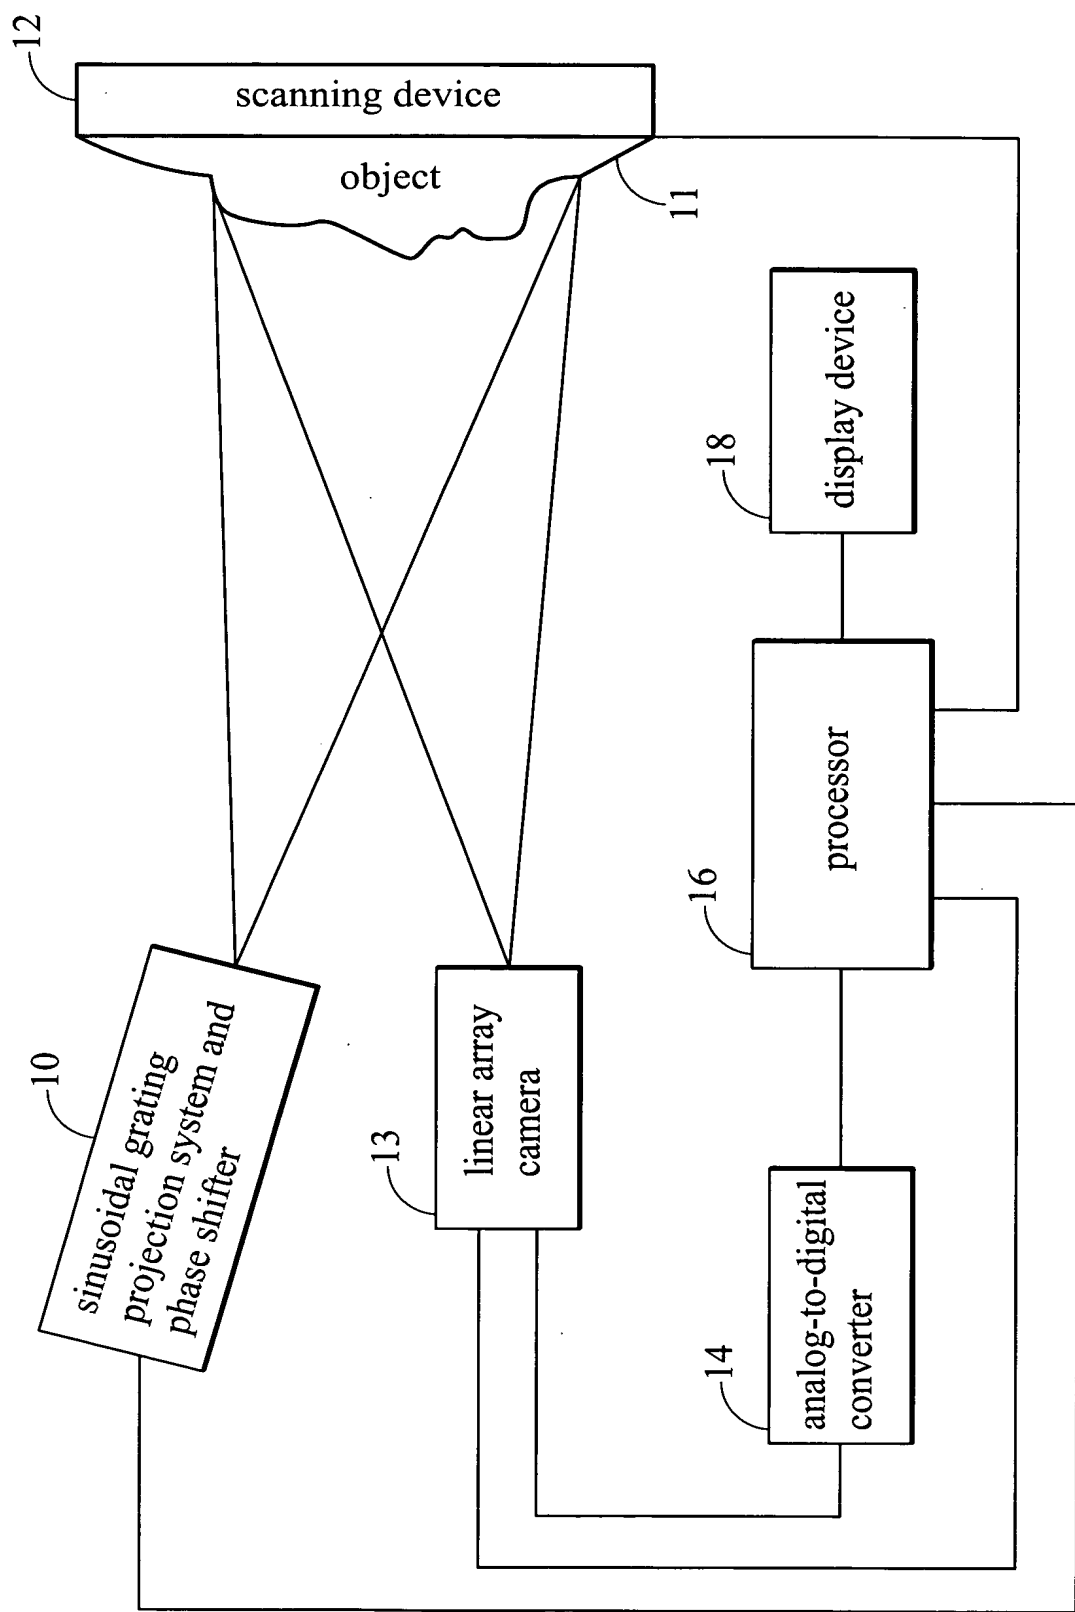 12
scanning device
object
11
10
sinusoidal grating
projection system and
phase shifter
13
linear array
camera
18
display device
16
processor
14
analog-to-digital
converter